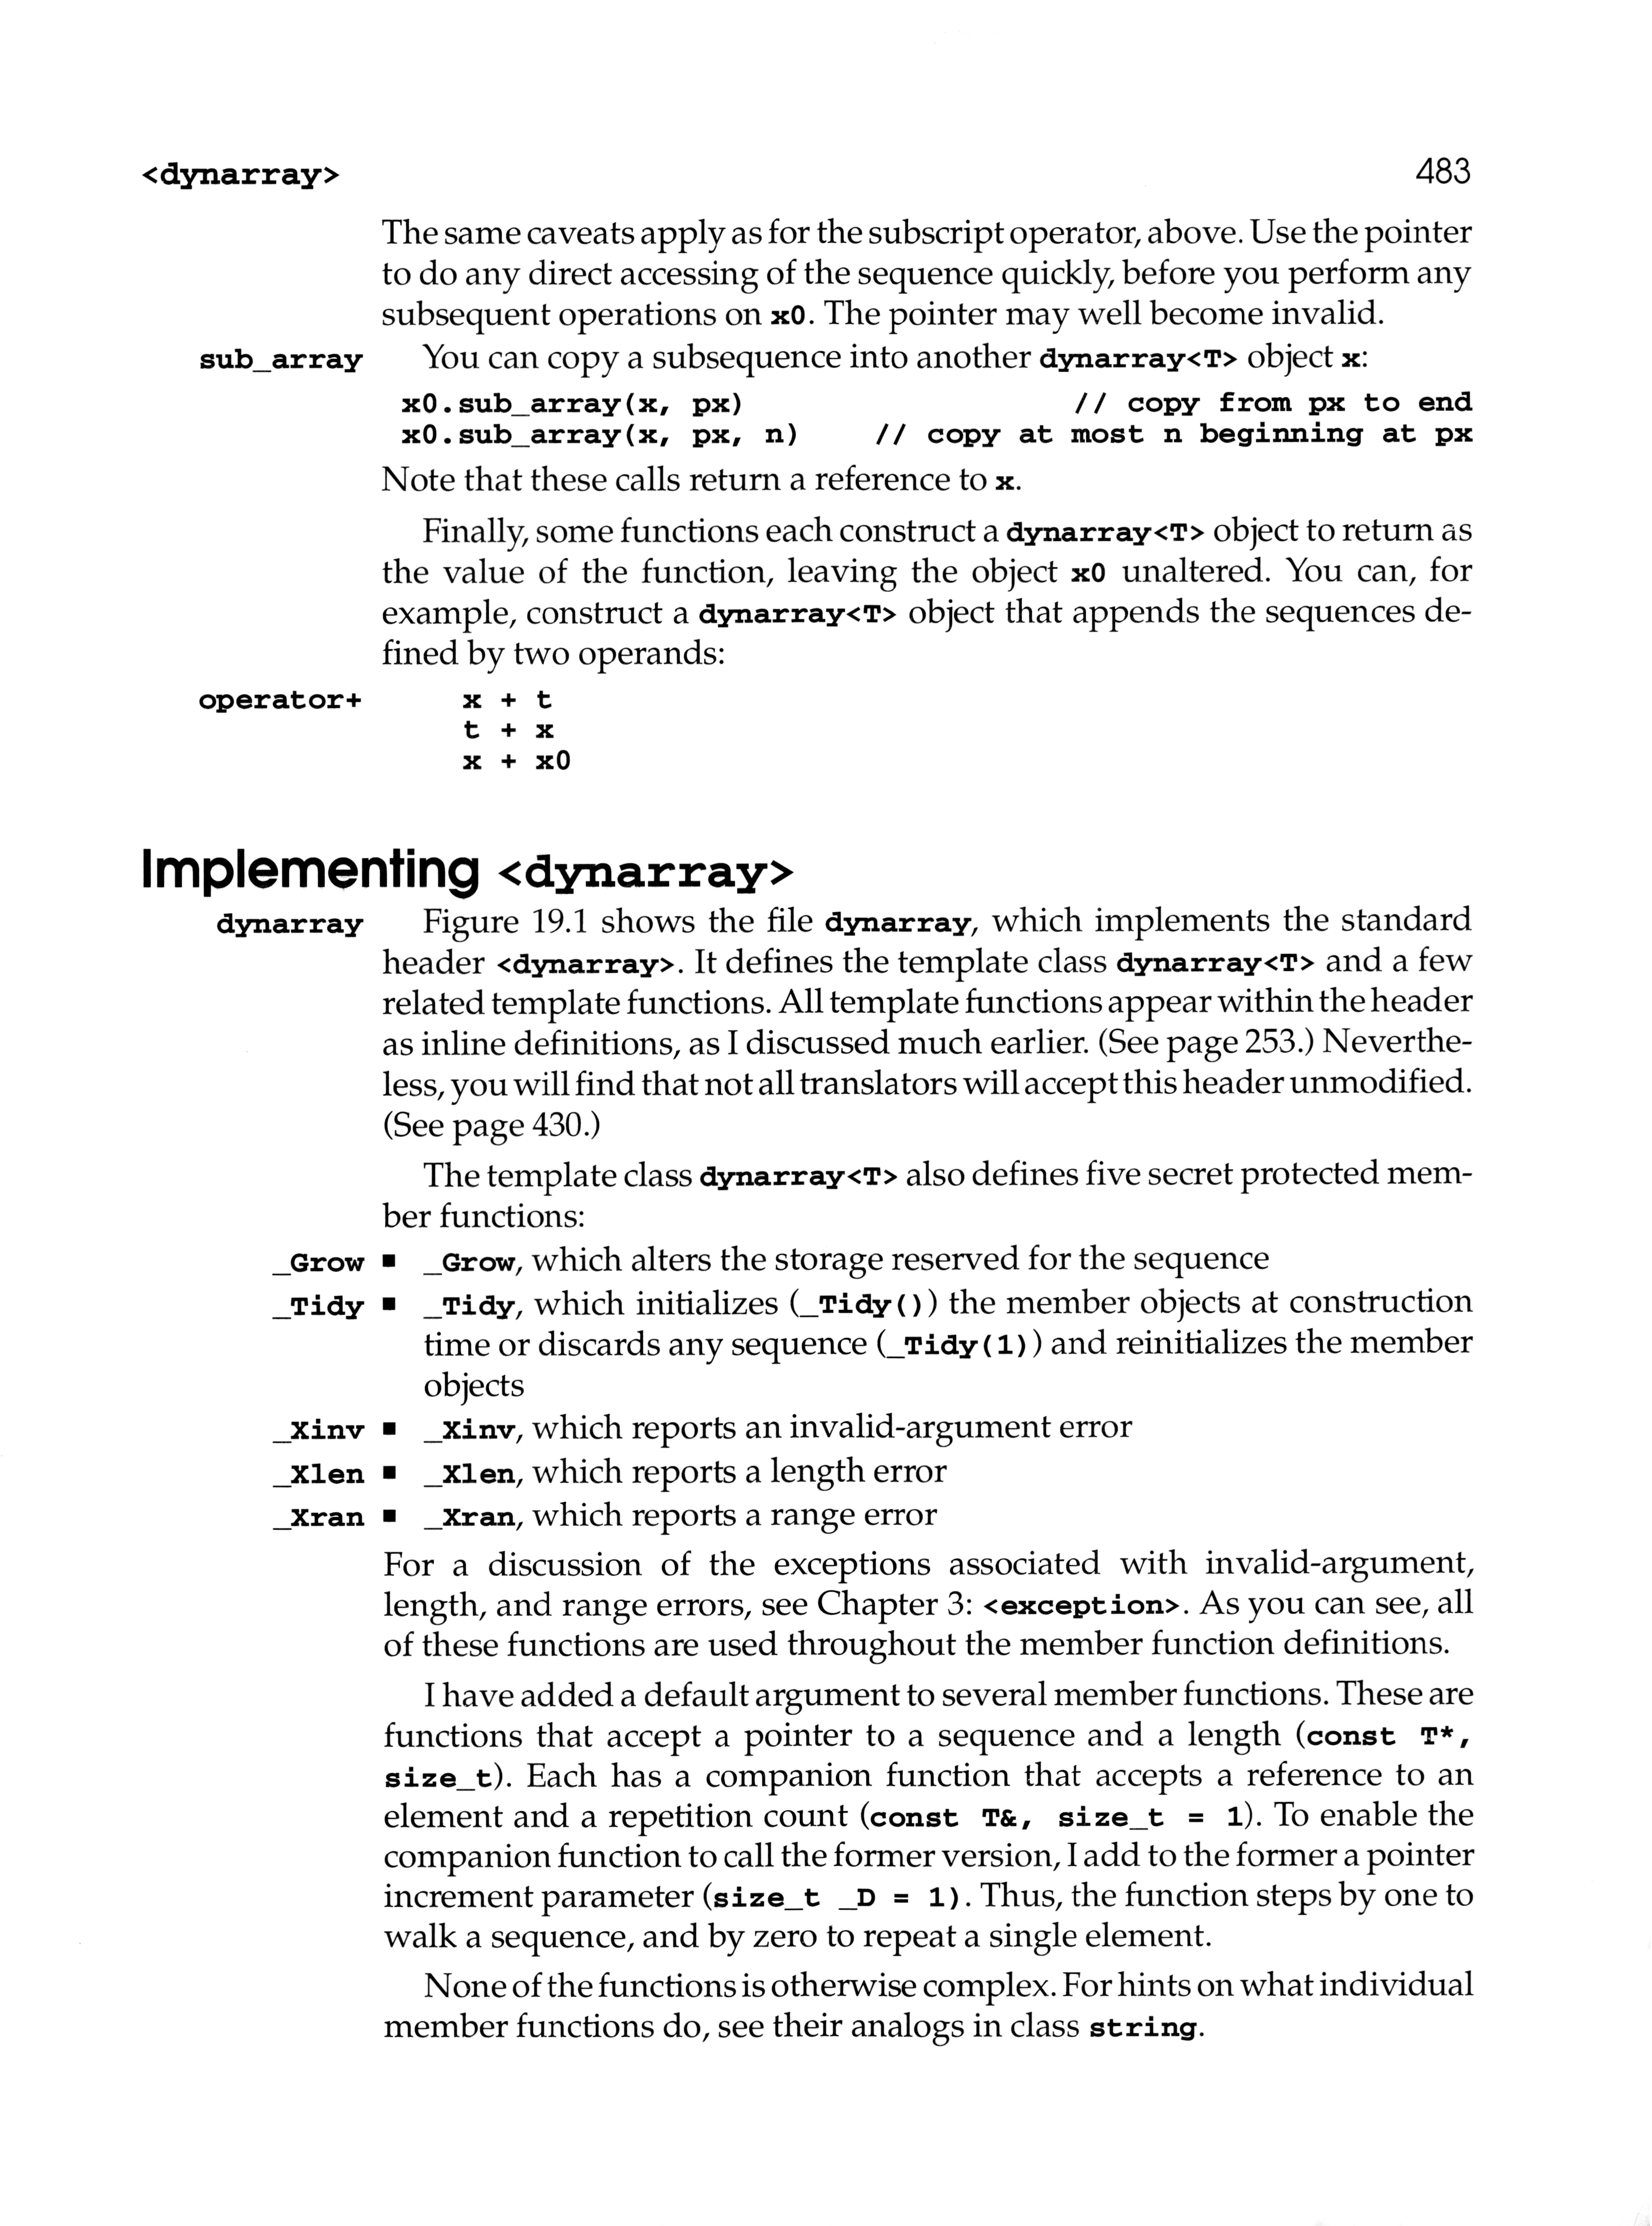 <dynarray> 483
The same caveats apply as for the subscript operator, above. Use the pointer
to do any direct accessing of the sequence quickly, before you perform any
subsequent operations on x0. The pointer may well become invalid.
sub_array You can copy a subsequence into another dynarray<T> object x:
x0.sub_array(x, px) // copy from px to end
x0.sub_array(x, px, n) // copy at most n beginning at px
Note that these calls return a reference to x.
Finally, some functions each construct a dynarray<T> object to return as
the value of the function, leaving the object x0 unaltered. You can, for
example, construct a dynarray<T> object that appends the sequences de-
fined by two operands:
operator+ x + t
t + x
x + x0
Implementing <dynarray>
dynarray Figure 19.1 shows the file dynarray, which implements the standard
header <dynarray>. It defines the template class dynarray<T> and a few
related template functions. All template functions appear within the header
as inline definitions, as I discussed much earlier. (See page 253.) Neverthe-
less, you will find that not all translators will accept this header unmodified.
(See page 430.)
The template class dynarray<T> also defines five secret protected mem-
ber functions:
_Grow ■ _Grow, which alters the storage reserved for the sequence
_Tidy ■ _Tidy, which initializes (_Tidy()) the member objects at construction
time or discards any sequence (_Tidy(1)) and reinitializes the member
objects
_Xinv ■ _Xinv, which reports an invalid-argument error
_Xlen ■ _Xlen, which reports a length error
_Xran ■ _Xran, which reports a range error
For a discussion of the exceptions associated with invalid-argument,
length, and range errors, see Chapter 3: <exception>. As you can see, all
of these functions are used throughout the member function definitions.
I have added a default argument to several member functions. These are
functions that accept a pointer to a sequence and a length (const T*,
size_t). Each has a companion function that accepts a reference to an
element and a repetition count (const T&, size_t = 1). To enable the
companion function to call the former version, I add to the former a pointer
increment parameter (size_t _D = 1). Thus, the function steps by one to
walk a sequence, and by zero to repeat a single element.
None of the functions is otherwise complex. For hints on what individual
member functions do, see their analogs in class string.